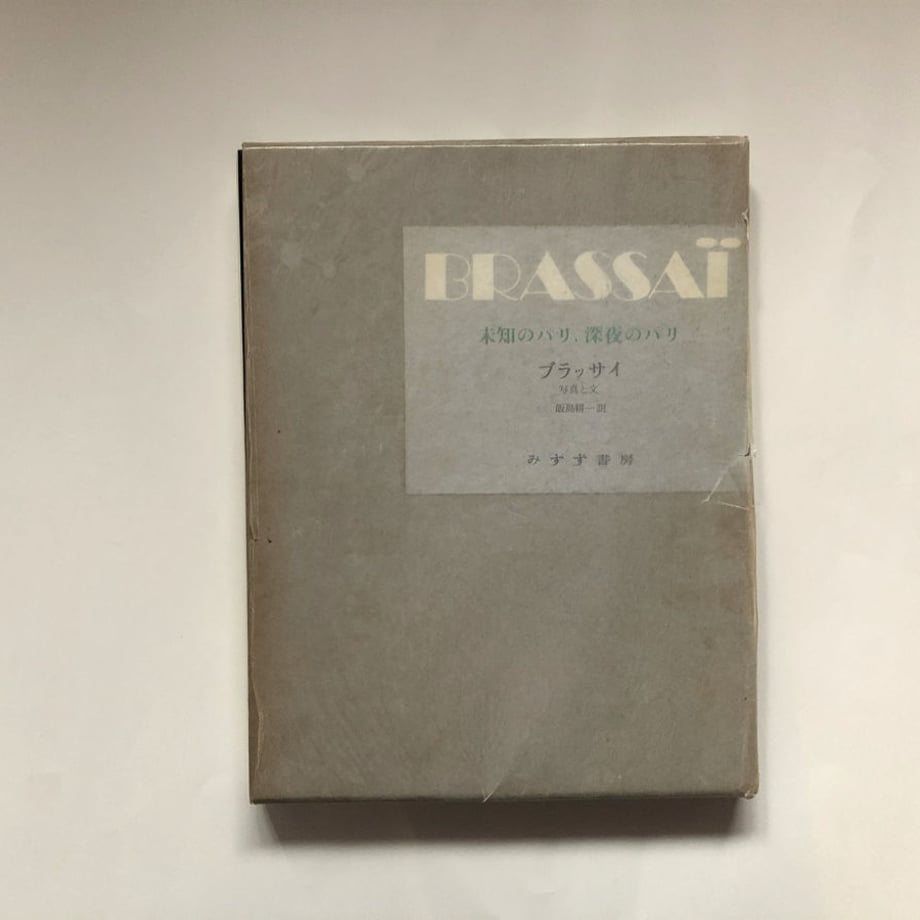 BRASSAÏ
未知のパリ、深夜のパリ
ブラッサイ
写真と文
飯島耕一訳
みすず書房